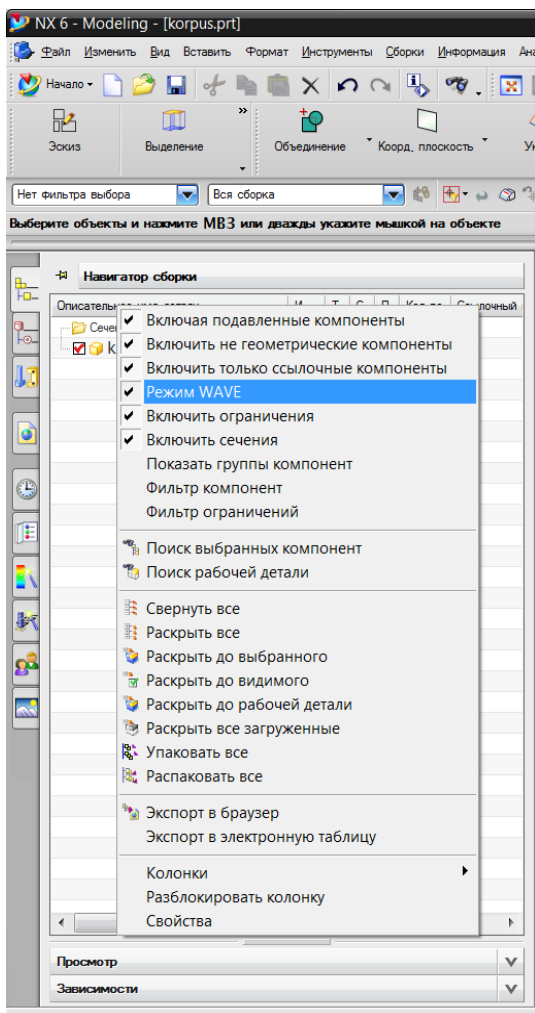 NX 6 - Modeling - [korpus.prt]
Файл Изменить Вид Вставить Формат Инструменты Сборки Информация
Начало
Эскиз Выделение Объединение Коорд. плоскость
Нет фильтра выбора Вся сборка
Выберите объекты и нажмите МВ3 или дважды укажите мышкой на объекте
Навигатор сборки
Включая подавленные компоненты
Включить не геометрические компоненты
Включить только ссылочные компоненты
Режим WAVE
Включить ограничения
Включить сечения
Показать группы компонент
Фильтр компонент
Фильтр ограничений
Поиск выбранных компонент
Поиск рабочей детали
Свернуть все
Раскрыть все
Раскрыть до выбранного
Раскрыть до видимого
Раскрыть до рабочей детали
Раскрыть все загруженные
Упаковать все
Распаковать все
Экспорт в браузер
Экспорт в электронную таблицу
Колонки
Разблокировать колонку
Свойства
Просмотр
Зависимости